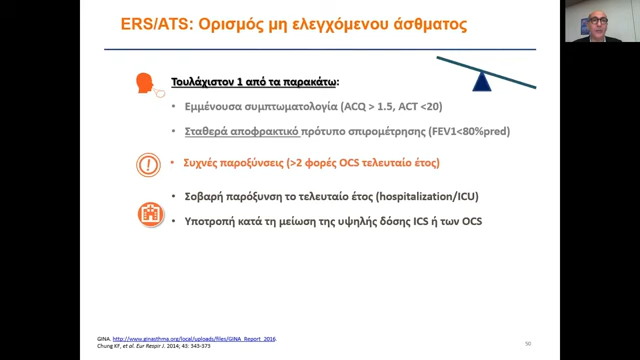 ERS/ATS: Ορισμός μη ελεγχόμενου άσθματος
Τουλάχιστον 1 από τα παρακάτω:
• Εμμένουσα συμπτωματολογία (ACQ > 1.5, ACT <20)
• Σταθερά αποφρακτικό πρότυπο σπιρομέτρησης (FEV1<80%pred)
• Συχνές παροξύνσεις (>2 φορές OCS τελευταίο έτος)
• Σοβαρή παρόξυνση το τελευταίο έτος (hospitalization/ICU)
• Υποτροπή κατά τη μείωση της υψηλής δόσης ICS ή των OCS
GINA. http://www.ginasthma.org/local/uploads/files/GINA_Report_2016.
Chung KF, et al. Eur Respir J. 2014; 43: 343-373
50